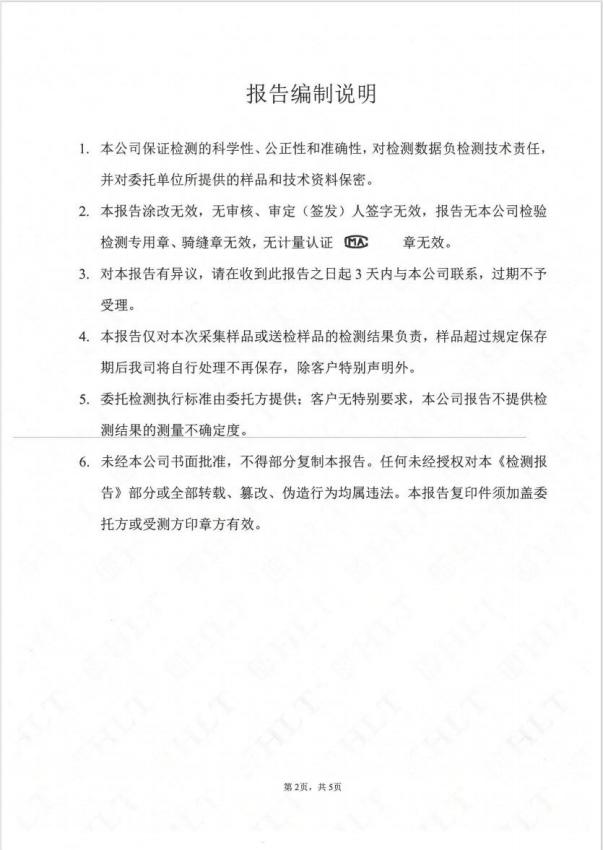 报告编制说明
1. 本公司保证检测的科学性、公正性和准确性，对检测数据负检测技术责任，
并对委托单位所提供的样品和技术资料保密。
2. 本报告涂改无效，无审核、审定（签发）人签字无效，报告无本公司检验
检测专用章、骑缝章无效，无计量认证 MA 章无效。
3. 对本报告有异议，请在收到此报告之日起 3 天内与本公司联系，过期不予
受理。
4. 本报告仅对本次采集样品或送检样品的检测结果负责，样品超过规定保存
期后我司将自行处理不再保存，除客户特别声明外。
5. 委托检测执行标准由委托方提供；客户无特别要求，本公司报告不提供检
测结果的测量不确定度。
6. 未经本公司书面批准，不得部分复制本报告。任何未经授权对本《检测报
告》部分或全部转载、篡改、伪造行为均属违法。本报告复印件须加盖委
托方或受测方印章方有效。
HLT
第 2页，共 5页